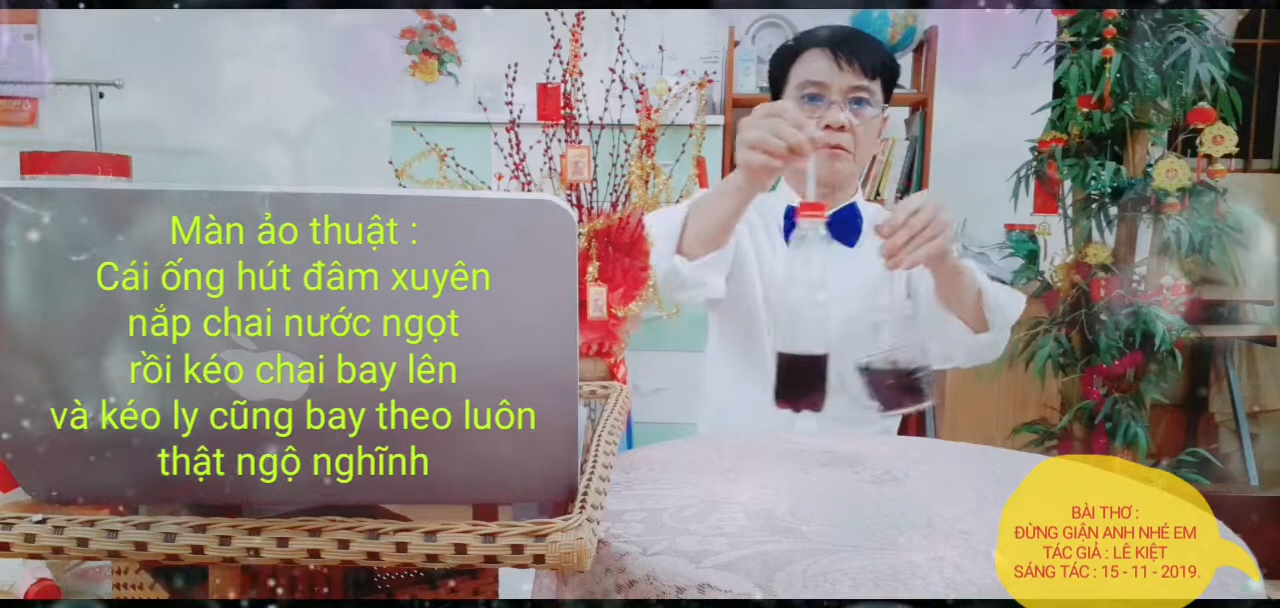 Màn ảo thuật :
Cái ống hút đâm xuyên
nắp chai nước ngọt
rồi kéo chai bay lên
và kéo ly cũng bay theo luôn
thật ngộ nghĩnh
BÀI THƠ :
ĐỪNG GIẬN ANH NHÉ EM
TÁC GIẢ : LÊ KIỆT
SÁNG TÁC : 15 - 11 - 2019.